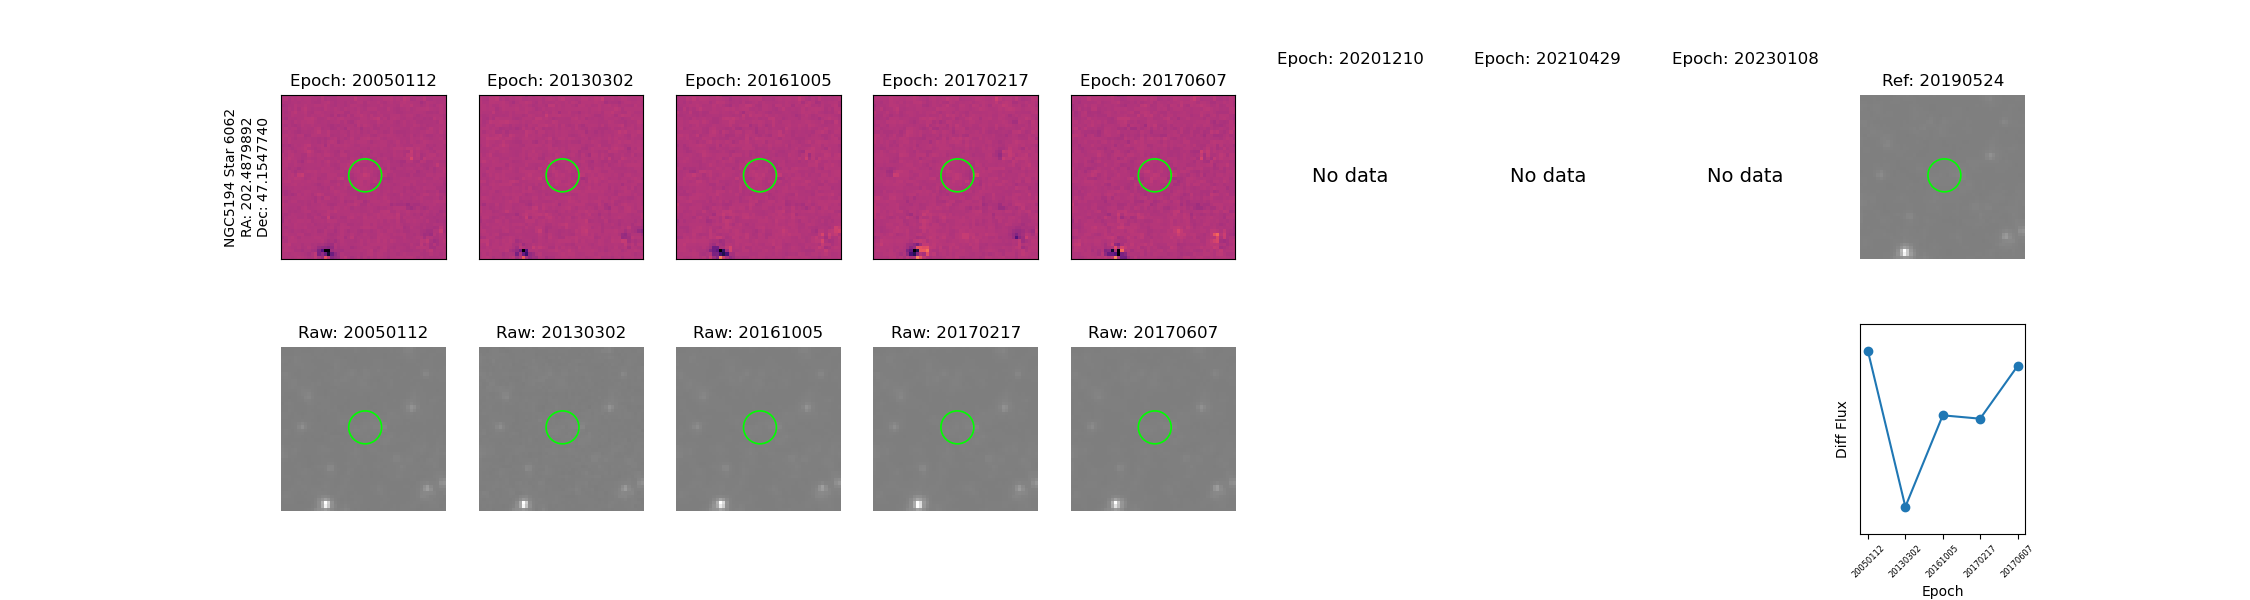 Epoch: 20050112
Epoch: 20130302
Epoch: 20161005
Epoch: 20170217
Epoch: 20170607
Epoch: 20201210
Epoch: 20210429
Epoch: 20230108
Ref: 20190524
NGC5194 Star 6062
RA: 202.4879892
Dec: 47.1547740
No data
No data
No data
Raw: 20050112
Raw: 20130302
Raw: 20161005
Raw: 20170217
Raw: 20170607
Diff Flux
20050112
20130302
20161005
20170217
20170607
Epoch